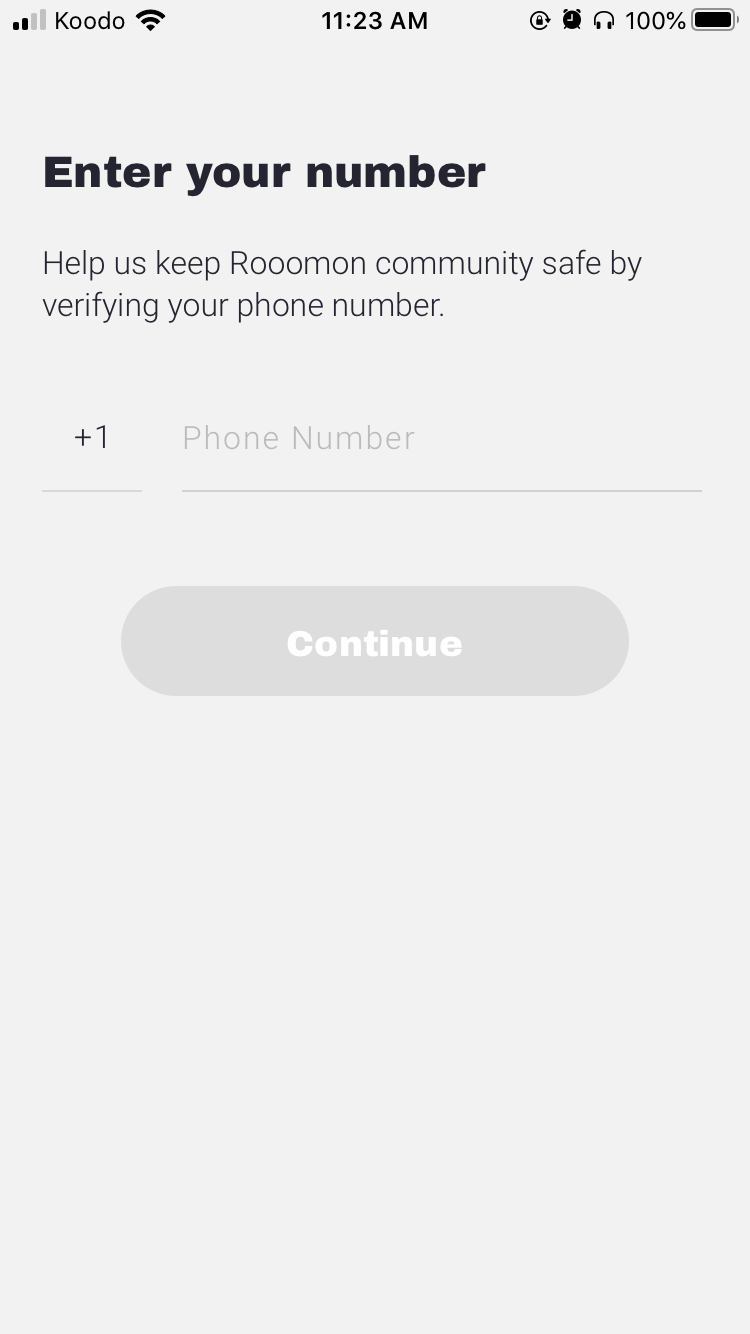 Koodo 11:23 AM 100%
Enter your number
Help us keep Rooomon community safe by
verifying your phone number.
+1 Phone Number
Continue